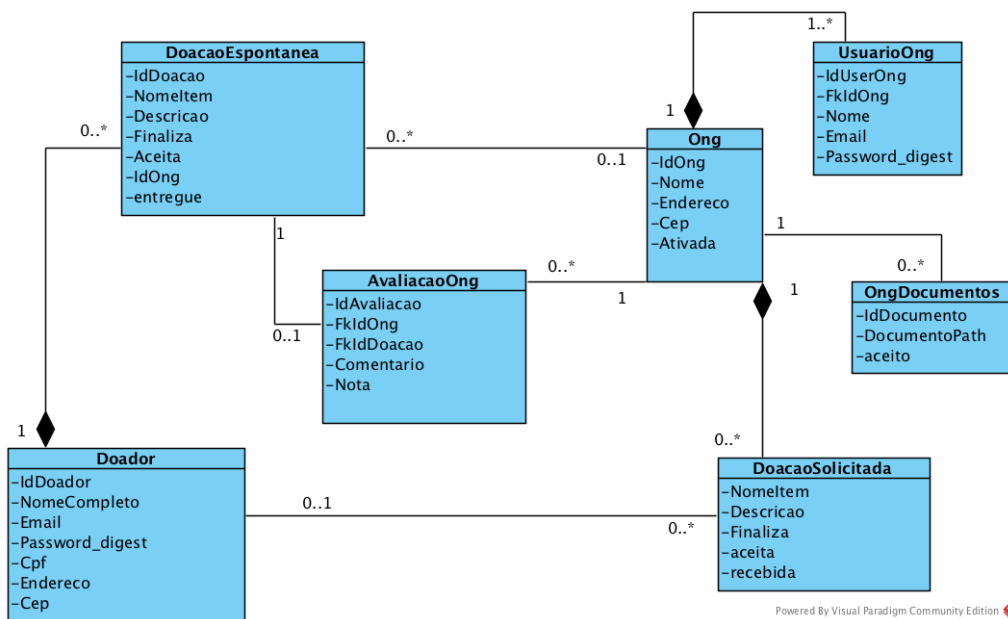 DoacaoEspontanea
-IdDoacao
-NomeItem
-Descricao
-Finaliza
-Aceita
-IdOng
-entregue
1..*
UsuarioOng
-IdUserOng
-FkIdOng
-Nome
-Email
-Password_digest
1
Ong
-IdOng
-Nome
-Endereco
-Cep
-Ativada
0..*
0..*
0..1
1
0..1
AvaliacaoOng
-IdAvaliacao
-FkIdOng
-FkIdDoacao
-Comentario
-Nota
0..*
1
1
0..*
OngDocumentos
-IdDocumento
-DocumentoPath
-aceito
1
0..*
1
Doador
-IdDoador
-NomeCompleto
-Email
-Password_digest
-Cpf
-Endereco
-Cep
0..1
0..*
DoacaoSolicitada
-NomeItem
-Descricao
-Finaliza
-aceita
-recebida
Powered By Visual Paradigm Community Edition